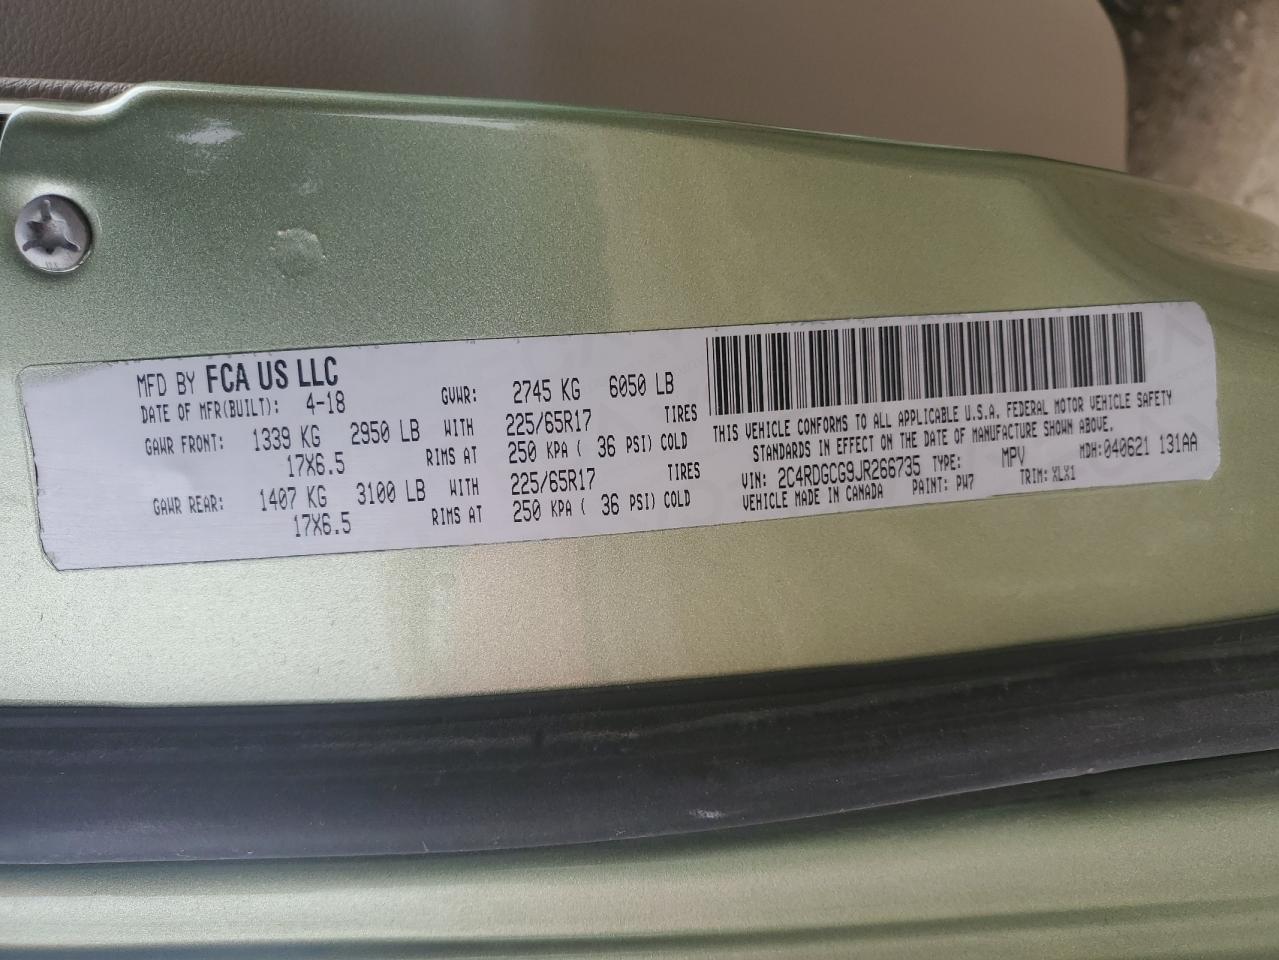 MFD BY FCA US LLC
DATE OF MFR(BUILT): 4-18 GVWR: 2745 KG 6050 LB
GAWR FRONT: 1339 KG 2950 LB WITH 225/65R17 TIRES
17X6.5 RIMS AT 250 KPA ( 36 PSI) COLD
GAWR REAR: 1407 KG 3100 LB WITH 225/65R17 TIRES
17X6.5 RIMS AT 250 KPA ( 36 PSI) COLD
THIS VEHICLE CONFORMS TO ALL APPLICABLE U.S.A. FEDERAL MOTOR VEHICLE SAFETY
STANDARDS IN EFFECT ON THE DATE OF MANUFACTURE SHOWN ABOVE.
VIN: 2C4RDGCG9JR266735 TYPE: MPV MDH:040621 131AA
VEHICLE MADE IN CANADA PAINT: PW7 TRIM: XLX1